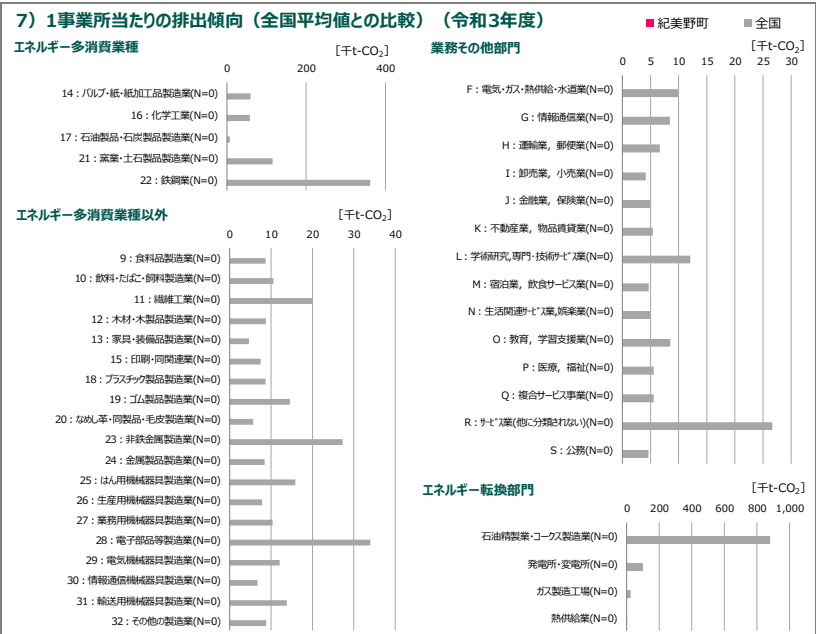 7）1事業所当たりの排出傾向（全国平均値との比較）（令和3年度）
■ 紀美野町 ■ 全国
エネルギー多消費業種
[千t-CO₂]
0 200 400
14：パルプ・紙・紙加工品製造業(N=0)
16：化学工業(N=0)
17：石油製品・石炭製品製造業(N=0)
21：窯業・土石製品製造業(N=0)
22：鉄鋼業(N=0)
エネルギー多消費業種以外
[千t-CO₂]
0 10 20 30 40
9：食料品製造業(N=0)
10：飲料・たばこ・飼料製造業(N=0)
11：繊維工業(N=0)
12：木材・木製品製造業(N=0)
13：家具・装備品製造業(N=0)
15：印刷・同関連業(N=0)
18：プラスチック製品製造業(N=0)
19：ゴム製品製造業(N=0)
20：なめし革・同製品・毛皮製造業(N=0)
23：非鉄金属製造業(N=0)
24：金属製品製造業(N=0)
25：はん用機械器具製造業(N=0)
26：生産用機械器具製造業(N=0)
27：業務用機械器具製造業(N=0)
28：電子部品等製造業(N=0)
29：電気機械器具製造業(N=0)
30：情報通信機械器具製造業(N=0)
31：輸送用機械器具製造業(N=0)
32：その他の製造業(N=0)
業務その他部門
[千t-CO₂]
0 5 10 15 20 25 30
F：電気・ガス・熱供給・水道業(N=0)
G：情報通信業(N=0)
H：運輸業，郵便業(N=0)
I：卸売業，小売業(N=0)
J：金融業，保険業(N=0)
K：不動産業，物品賃貸業(N=0)
L：学術研究,専門・技術ｻｰﾋﾞｽ業(N=0)
M：宿泊業，飲食サービス業(N=0)
N：生活関連ｻｰﾋﾞｽ業,娯楽業(N=0)
O：教育，学習支援業(N=0)
P：医療，福祉(N=0)
Q：複合サービス事業(N=0)
R：ｻｰﾋﾞｽ業(他に分類されない)(N=0)
S：公務(N=0)
エネルギー転換部門
[千t-CO₂]
0 200 400 600 800 1,000
石油精製業・コークス製造業(N=0)
発電所・変電所(N=0)
ガス製造工場(N=0)
熱供給業(N=0)